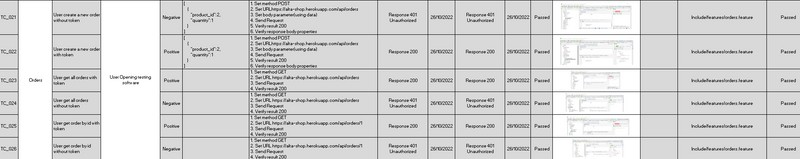 TC_021
User create a new order
without token
Negative
{
{
"product_id":2,
"quantity":1
}
1. Set method POST
2. Set URL https://alta-shop.herokuapp.com/api/orders
3. Set body parameter(using data)
4. Send Request
5. Verify result 200
6. Verify response body properties
Response 401
Unauthorized
26/10/2022
Response 401
Unauthorized
26/10/2022
Passed
Include/features/orders.feature
TC_022
User create a new order
with token
Positive
{
"product_id":2,
"quantity":1
}
1. Set method POST
2. Set URL https://alta-shop.herokuapp.com/api/orders
3. Set body parameter(using data)
4. Send Request
5. Verify result 200
6. Verify response body properties
Response 200
26/10/2022
Response 200
26/10/2022
Passed
Include/features/orders.feature
TC_023
Orders
User get all orders with
token
User Opening testing
software
Positive
1. Set method GET
2. Set URL https://alta-shop.herokuapp.com/api/orders
3. Send Request
4. Verify result 200
Response 200
26/10/2022
Response 200
26/10/2022
Passed
Include/features/orders.feature
TC_024
User get all orders
without token
Negative
1. Set method GET
2. Set URL https://alta-shop.herokuapp.com/api/orders
3. Send Request
4. Verify result 200
Response 401
Unauthorized
26/10/2022
Response 401
Unauthorized
26/10/2022
Passed
Include/features/orders.feature
TC_025
User get order by id with
token
Positive
1. Set method GET
2. Set URL https://alta-shop.herokuapp.com/api/orders/1
3. Send Request
4. Verify result 200
Response 200
26/10/2022
Response 200
26/10/2022
Passed
Include/features/orders.feature
TC_026
User get order by id
without token
Negative
1. Set method GET
2. Set URL https://alta-shop.herokuapp.com/api/orders/1
3. Send Request
4. Verify result 200
Response 401
Unauthorized
26/10/2022
Response 401
Unauthorized
26/10/2022
Passed
Include/features/orders.feature